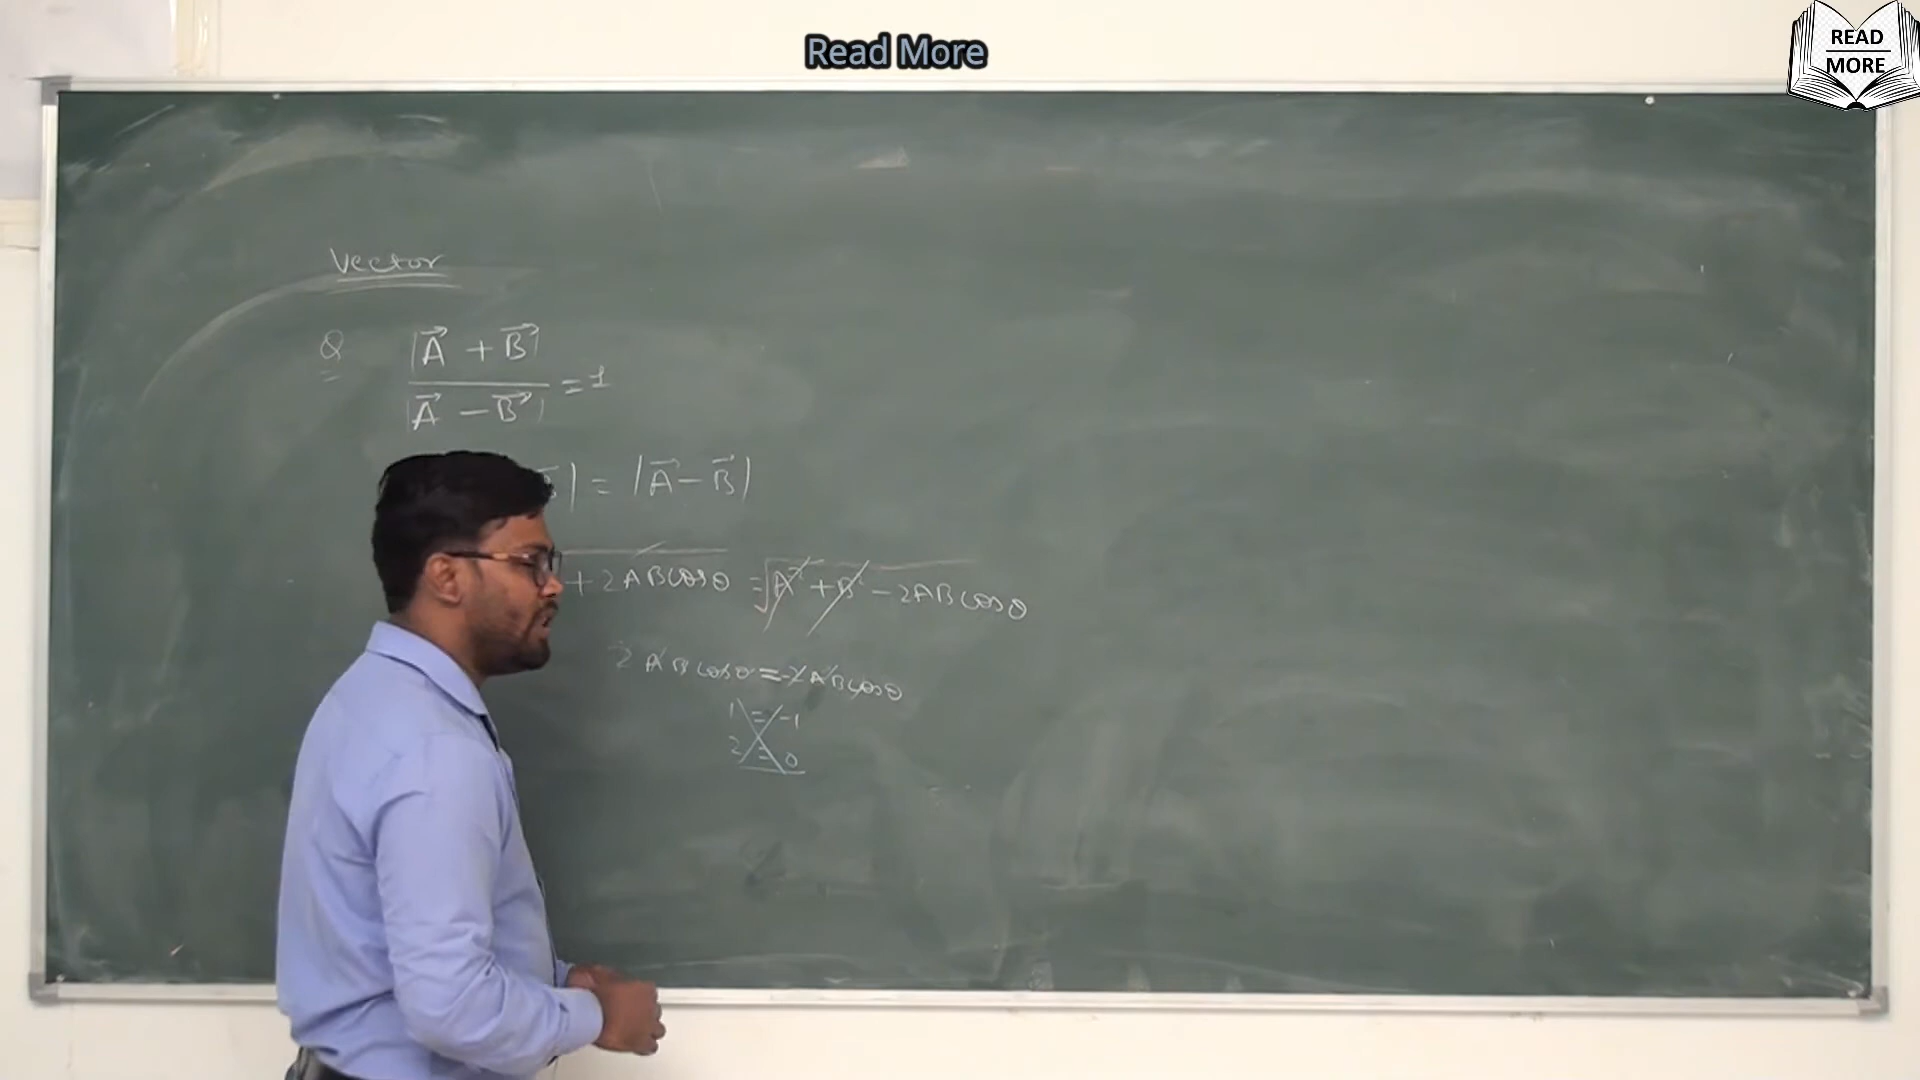 Read More
READ
MORE
Vector
Q |A⃗ + B⃗| / |A⃗ − B⃗| = 1
| = |A⃗ − B⃗|
+ 2ABcosθ = √A² + B² − 2ABcosθ
2ABcosθ = −2ABcosθ
1 = −1
2 = 0